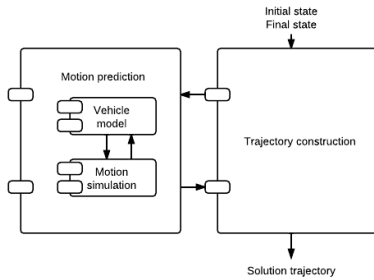 Initial state
Final state
Motion prediction
Vehicle
model
Motion
simulation
Trajectory construction
Solution trajectory